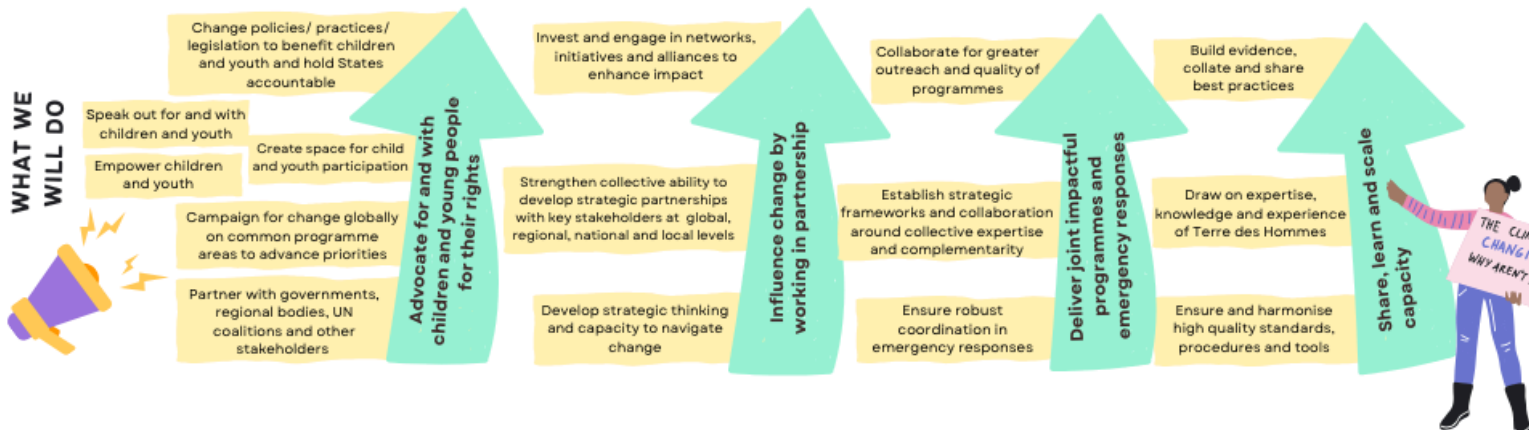 WHAT WE
WILL DO
Change policies/ practices/
legislation to benefit children
and youth and hold States
accountable
Speak out for and with
children and youth
Create space for child
and youth participation
Empower children
and youth
Campaign for change globally
on common programme
areas to advance priorities
Partner with governments,
regional bodies, UN
coalitions and other
stakeholders
Advocate for and with
children and young people
for their rights
Invest and engage in networks,
initiatives and alliances to
enhance impact
Strengthen collective ability to
develop strategic partnerships
with key stakeholders at global,
regional, national and local levels
Develop strategic thinking
and capacity to navigate
change
Influence change by
working in partnership
Collaborate for greater
outreach and quality of
programmes
Establish strategic
frameworks and collaboration
around collective expertise
and complementarity
Ensure robust
coordination in
emergency responses
Deliver joint impactful
programmes and
emergency responses
Build evidence,
collate and share
best practices
Draw on expertise,
knowledge and experience
of Terre des Hommes
Ensure and harmonise
high quality standards,
procedures and tools
Share, learn and scale
capacity
THE CLI
CHANGI
WHY AREN'T